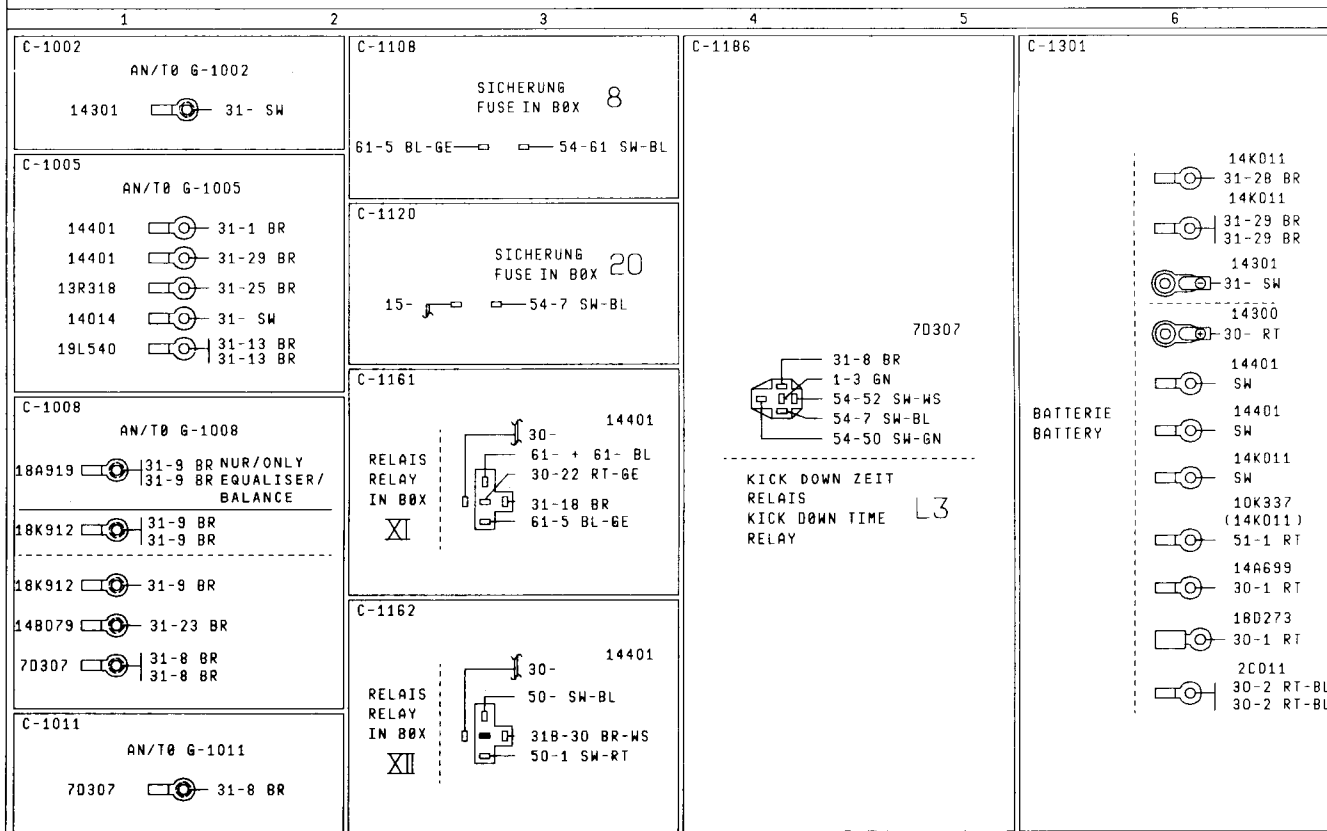 1 2 3 4 5 6
C-1002
AN/TØ G-1002
14301 31- SW
C-1005
AN/TØ G-1005
14401 31-1 BR
14401 31-29 BR
13R318 31-25 BR
14014 31- SW
19L540 31-13 BR
31-13 BR
C-1008
AN/TØ G-1008
18A919 31-9 BR NUR/ONLY
31-9 BR EQUALISER/
BALANCE
18K912 31-9 BR
31-9 BR
18K912 31-9 BR
14BD79 31-23 BR
7D307 31-8 BR
31-8 BR
C-1011
AN/TØ G-1011
7D307 31-8 BR
C-1108
SICHERUNG
FUSE IN BØX 8
61-5 BL-GE 54-61 SW-BL
C-1120
SICHERUNG
FUSE IN BØX 20
15- 54-7 SW-BL
C-1161
14401
30-
RELAIS
RELAY
IN BØX
XI
61- + 61- BL
30-22 RT-GE
31-18 BR
61-5 BL-GE
C-1162
14401
30-
RELAIS
RELAY
IN BØX
XII
50- SW-BL
31B-30 BR-WS
50-1 SW-RT
C-1186
7D307
31-8 BR
1-3 GN
54-52 SW-WS
54-7 SW-BL
54-50 SW-GN
KICK DØWN ZEIT
RELAIS
KICK DØWN TIME
RELAY
L3
C-1301
BATTERIE
BATTERY
14KD11
31-28 BR
14KD11
31-29 BR
31-29 BR
14301
31- SW
14300
30- RT
14401
SW
14401
SW
14KD11
SW
10K337
(14KD11)
51-1 RT
14A699
30-1 RT
18D273
30-1 RT
2C011
30-2 RT-BL
30-2 RT-BL